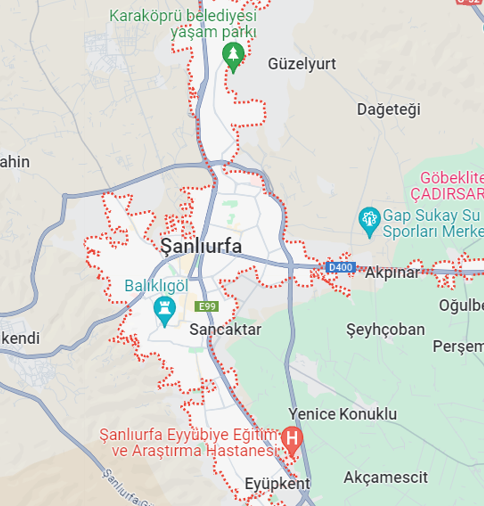 Karaköprü belediyesi
yaşam parkı
Güzelyurt
Dağeteği
ahin
Göbeklite
ÇADIRSAR
Gap Sukay Su
Sporları Merke
Şanlıurfa
D400
Akpınar
Balıklıgöl
E99
Oğulbe
Sancaktar
Şeyhçoban
kendi
Perşem
Yenice Konuklu
Şanlıurfa Eyyübiye Eğitim
ve Araştırma Hastanesi
H
Akçamescit
Eyüpkent
Şanlıurfa G